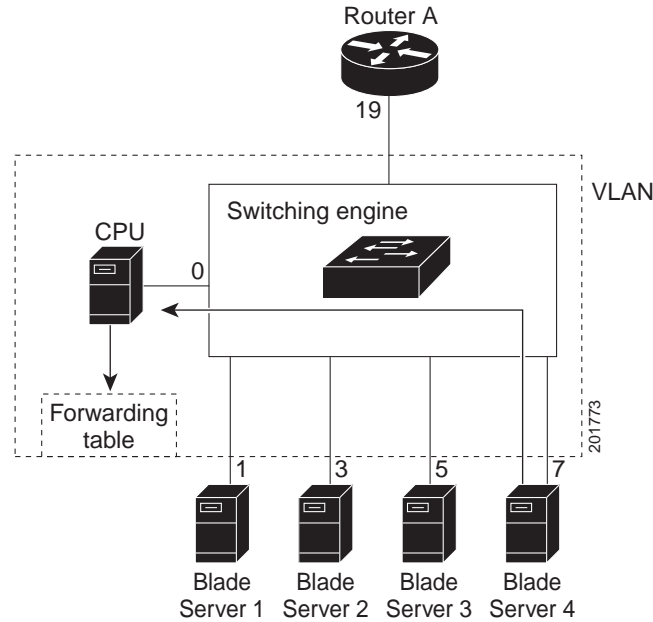 Router A
19
VLAN
Switching engine
CPU
0
Forwarding
table
201773
1
3
5
7
Blade
Server 1
Blade
Server 2
Blade
Server 3
Blade
Server 4